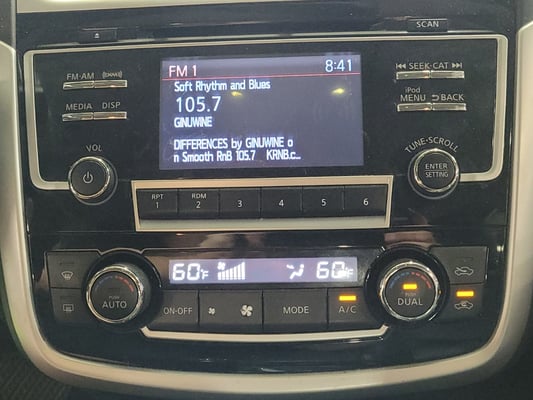 SCAN
FM 1 8:41
Soft Rhythm and Blues
105.7
GINUWINE
DIFFERENCES by GINUWINE o
n Smooth RnB 105.7 KRNB.c...
FM·AM
MEDIA DISP
VOL
SEEK·CAT
iPod
MENU BACK
TUNE·SCROLL
ENTER
SETTING
RPT
1
RDM
2
3
4
5
6
60°F 60°F
PUSH
AUTO
ON·OFF
MODE
A/C
PUSH
DUAL